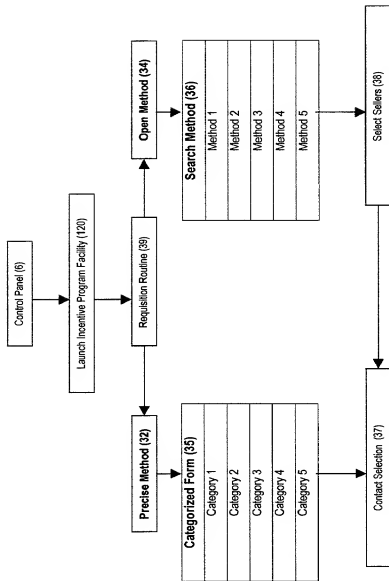 Control Panel (6)
Launch Incentive Program Facility (120)
Requisition Routine (39)
Precise Method (32)
Open Method (34)
Categorized Form (35)
Category 1
Category 2
Category 3
Category 4
Category 5
Search Method (36)
Method 1
Method 2
Method 3
Method 4
Method 5
Contact Selection (37)
Select Sellers (38)